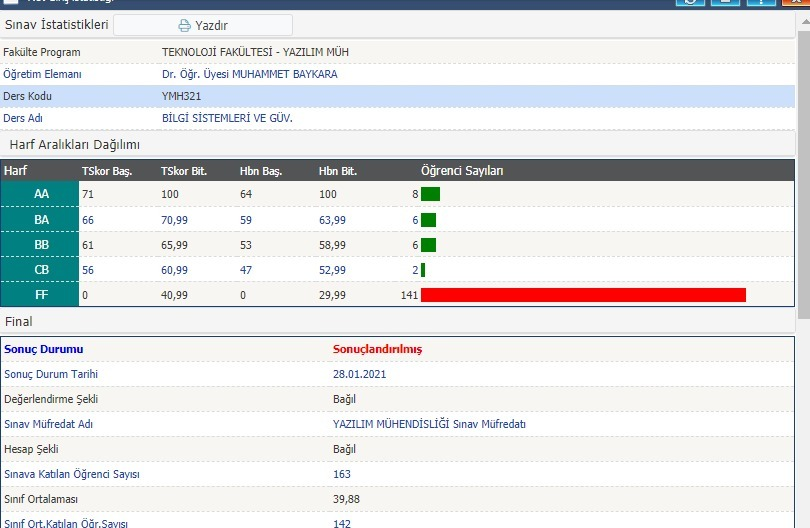 Sınav İstatistikleri Yazdır
Fakülte Program TEKNOLOJİ FAKÜLTESİ - YAZILIM MÜH
Öğretim Elemanı Dr. Öğr. Üyesi MUHAMMET BAYKARA
Ders Kodu YMH321
Ders Adı BİLGİ SİSTEMLERİ VE GÜV.
Harf Aralıkları Dağılımı
Harf TSkor Baş. TSkor Bit. Hbn Baş. Hbn Bit. Öğrenci Sayıları
AA 71 100 64 100 8
BA 66 70,99 59 63,99 6
BB 61 65,99 53 58,99 6
CB 56 60,99 47 52,99 2
FF 0 40,99 0 29,99 141
Final
Sonuç Durumu Sonuçlandırılmış
Sonuç Durum Tarihi 28.01.2021
Değerlendirme Şekli Bağıl
Sınav Müfredat Adı YAZILIM MÜHENDİSLİĞİ Sınav Müfredatı
Hesap Şekli Bağıl
Sınava Katılan Öğrenci Sayısı 163
Sınıf Ortalaması 39,88
Sınıf Ort.Katılan Öğr.Sayısı 142